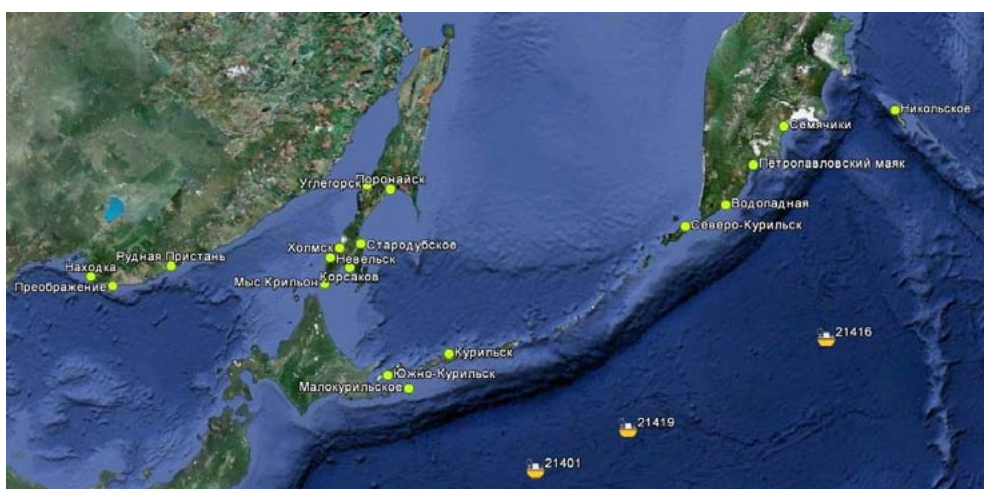 Никольское
Семячики
Петропавловский маяк
Углегорск
Поронайск
Водопадная
Северо-Курильск
Холмск
Стародубское
Рудная Пристань
Невельск
Находка
Корсаков
Мыс Крильон
Преображение
21416
Курильск
Южно-Курильск
Малокурильское
21419
21401